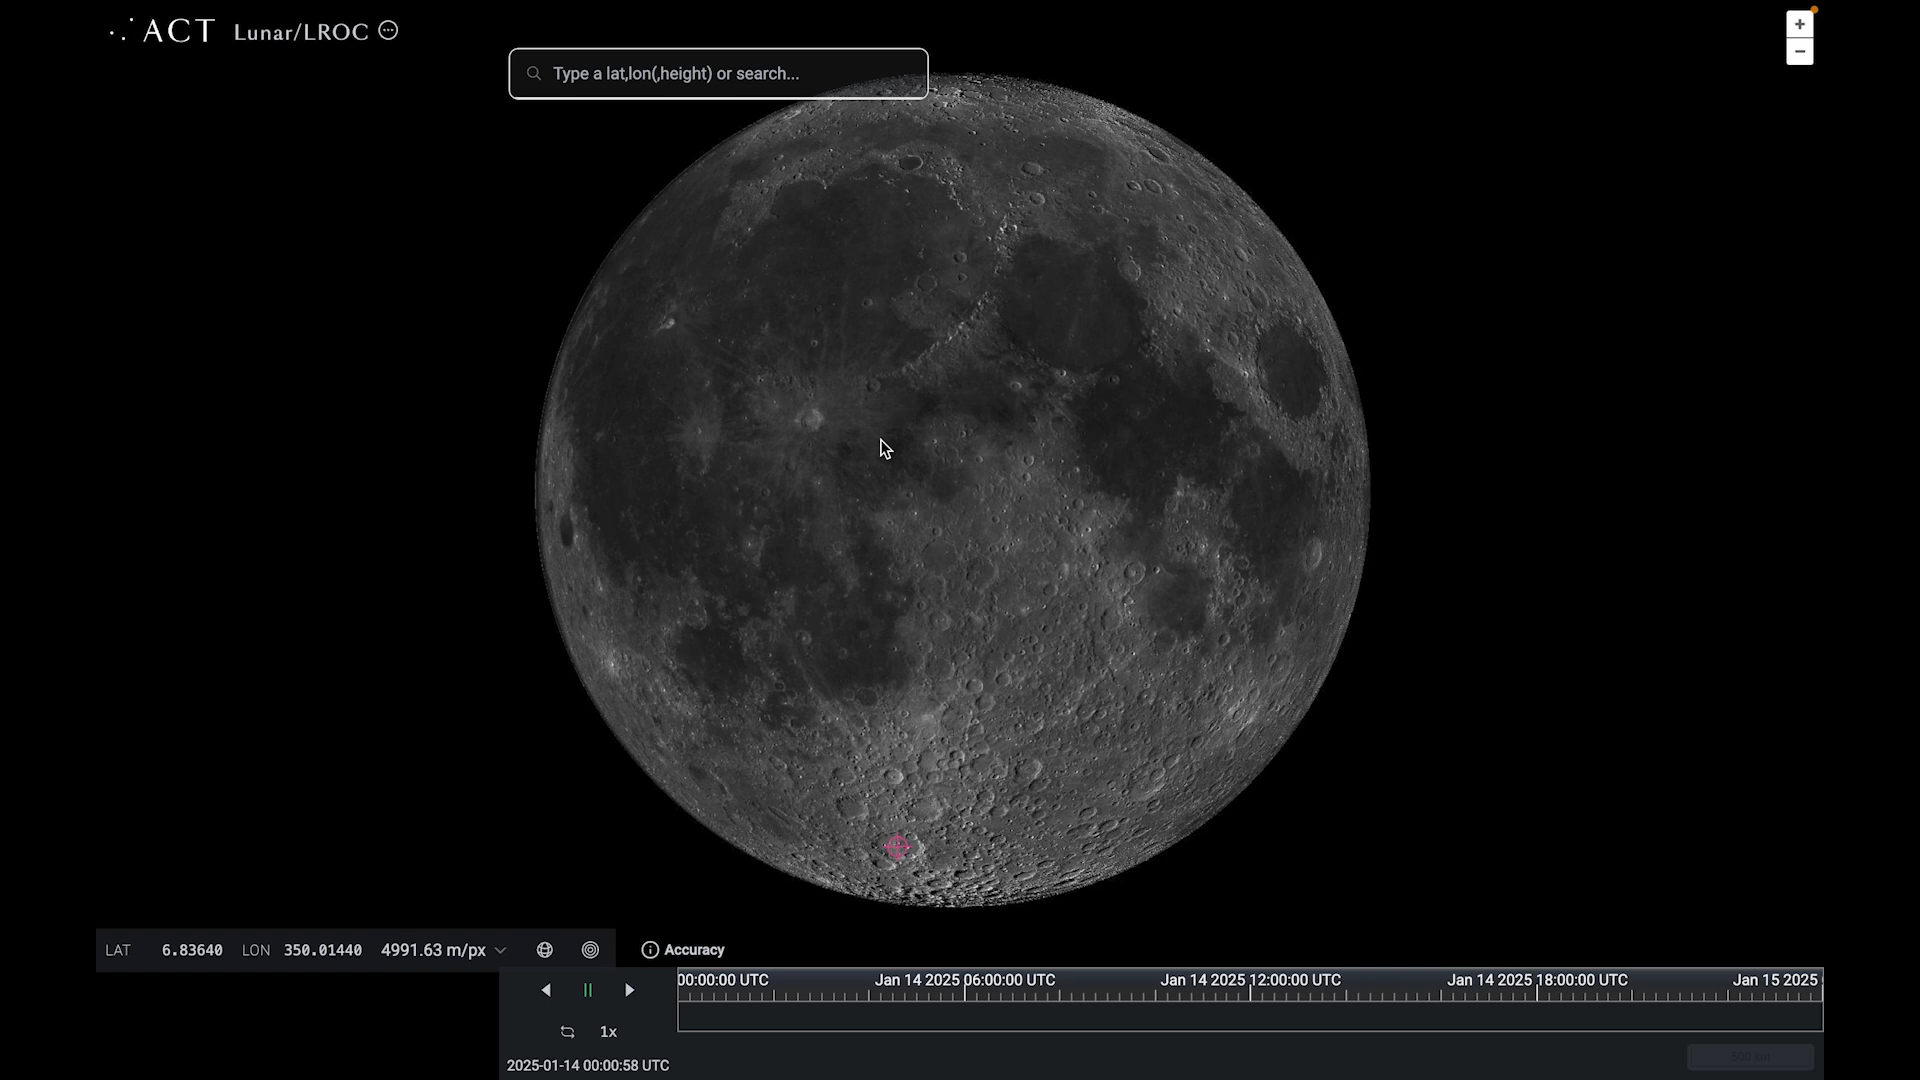 ACT Lunar/LROC
Type a lat,lon(,height) or search...
+
−
LAT 6.83640 LON 350.01440 4991.63 m/px
Accuracy
00:00:00 UTC Jan 14 2025 06:00:00 UTC Jan 14 2025 12:00:00 UTC Jan 14 2025 18:00:00 UTC Jan 15 2025
1x
2025-01-14 00:00:58 UTC
500 km